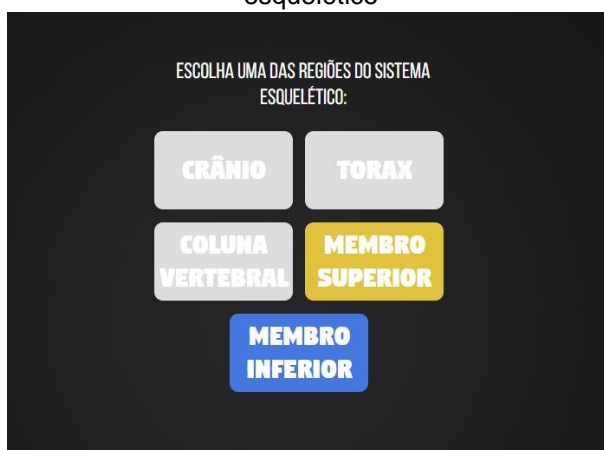 esquelético
ESCOLHA UMA DAS REGIÕES DO SISTEMA
ESQUELÉTICO:
CRÂNIO
TORAX
COLUNA
VERTEBRAL
MEMBRO
SUPERIOR
MEMBRO
INFERIOR